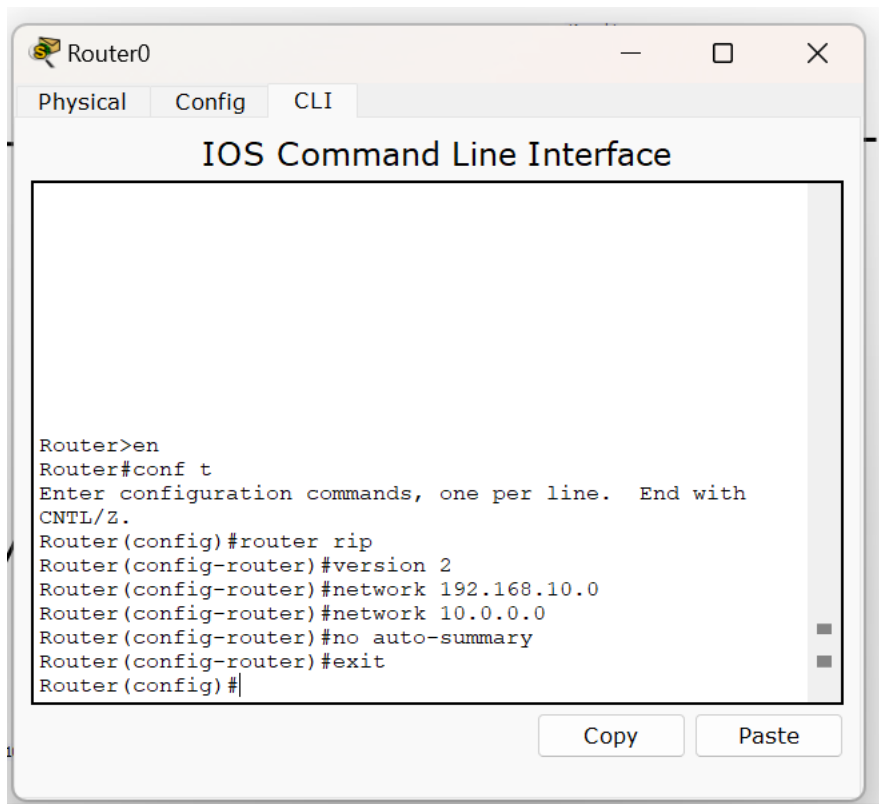 Router0
Physical Config CLI
IOS Command Line Interface
Router>en
Router#conf t
Enter configuration commands, one per line.  End with
CNTL/Z.
Router(config)#router rip
Router(config-router)#version 2
Router(config-router)#network 192.168.10.0
Router(config-router)#network 10.0.0.0
Router(config-router)#no auto-summary
Router(config-router)#exit
Router(config)#
Copy Paste